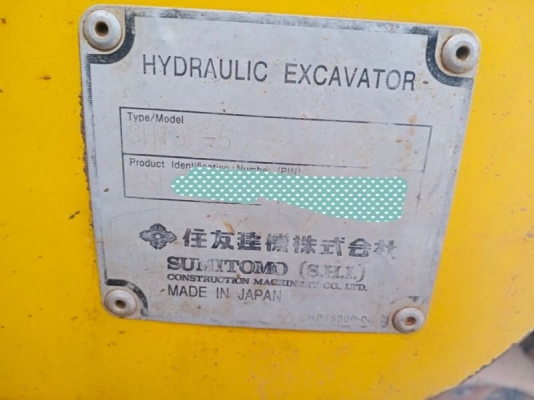 HYDRAULIC EXCAVATOR
Type/Model
Product Identification Number (PIN)
住友建機株式会社
SUMITOMO (S.H.I.)
CONSTRUCTION MACHINERY CO., LTD.
MADE IN JAPAN